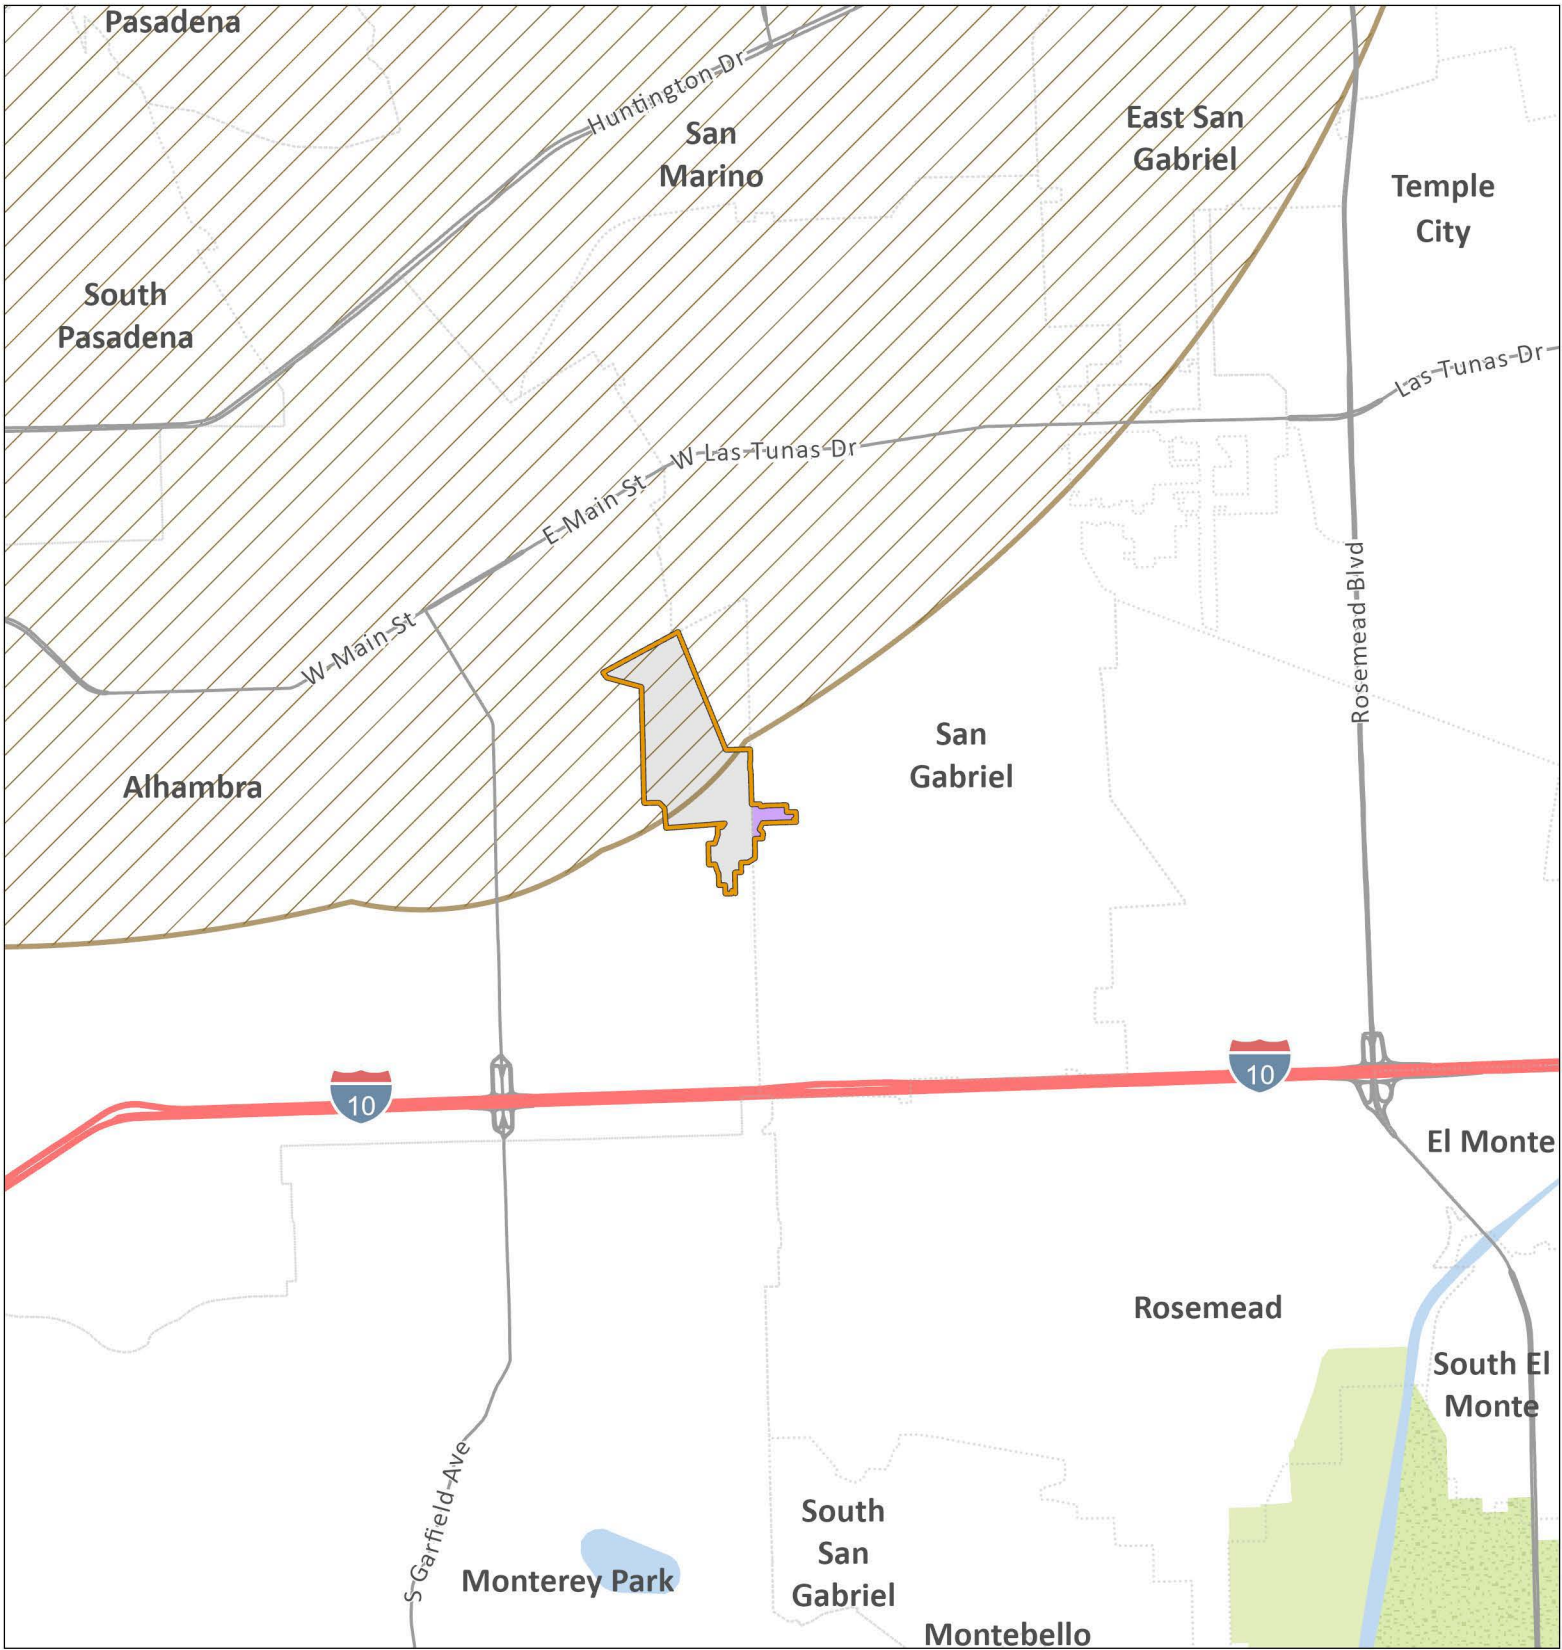 Pasadena
Huntington Dr
San
Marino
East San
Gabriel
Temple
City
South
Pasadena
Las Tunas Dr
W Las Tunas Dr
E Main St
W Main St
Rosemead Blvd
San
Gabriel
Alhambra
10
10
El Monte
Rosemead
South El
Monte
S Garfield Ave
South
San
Gabriel
Monterey Park
Montebello